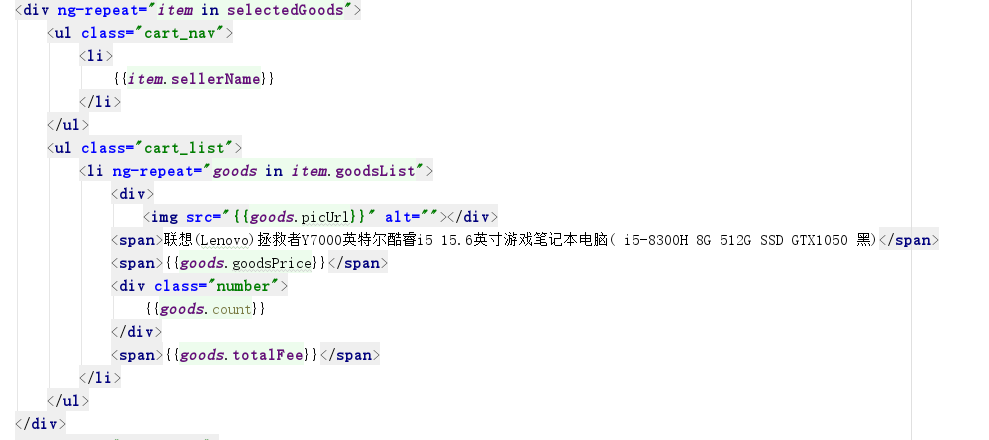 <div ng-repeat="item in selectedGoods">
<ul class="cart_nav">
<li>
{{item.sellerName}}
</li>
</ul>
<ul class="cart_list">
<li ng-repeat="goods in item.goodsList">
<div>
<img src="{{goods.picUrl}}" alt=""></div>
<span>联想(Lenovo)拯救者Y7000英特尔酷睿i5 15.6英寸游戏笔记本电脑( i5-8300H 8G 512G SSD GTX1050 黑)</span>
<span>{{goods.goodsPrice}}</span>
<div class="number">
{{goods.count}}
</div>
<span>{{goods.totalFee}}</span>
</li>
</ul>
</div>